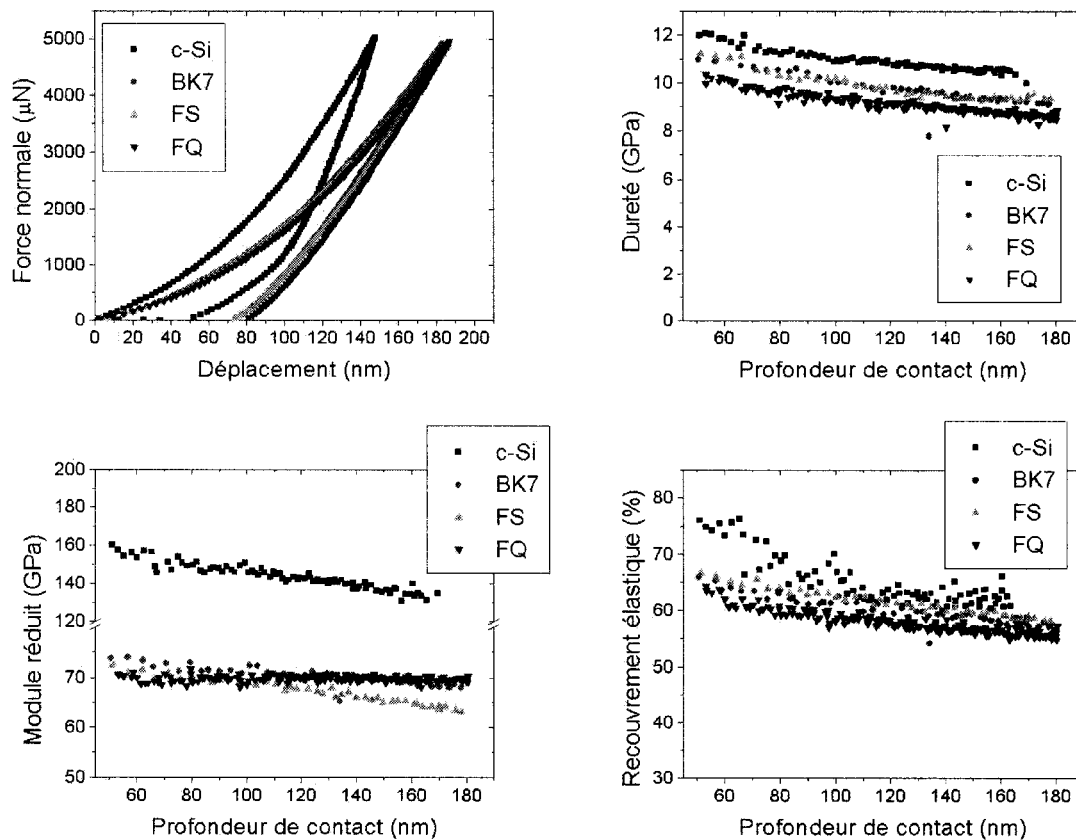 5000
4000
3000
2000
1000
0
Force normale (µN)
c-Si
BK7
FS
FQ
0 20 40 60 80 100 120 140 160 180 200
Déplacement (nm)
12
10
8
6
4
2
0
Dureté (GPa)
c-Si
BK7
FS
FQ
60 80 100 120 140 160 180
Profondeur de contact (nm)
200
180
160
140
120
70
60
50
Module réduit (GPa)
c-Si
BK7
FS
FQ
60 80 100 120 140 160 180
Profondeur de contact (nm)
80
70
60
50
40
30
Recouvrement élastique (%)
c-Si
BK7
FS
FQ
60 80 100 120 140 160 180
Profondeur de contact (nm)